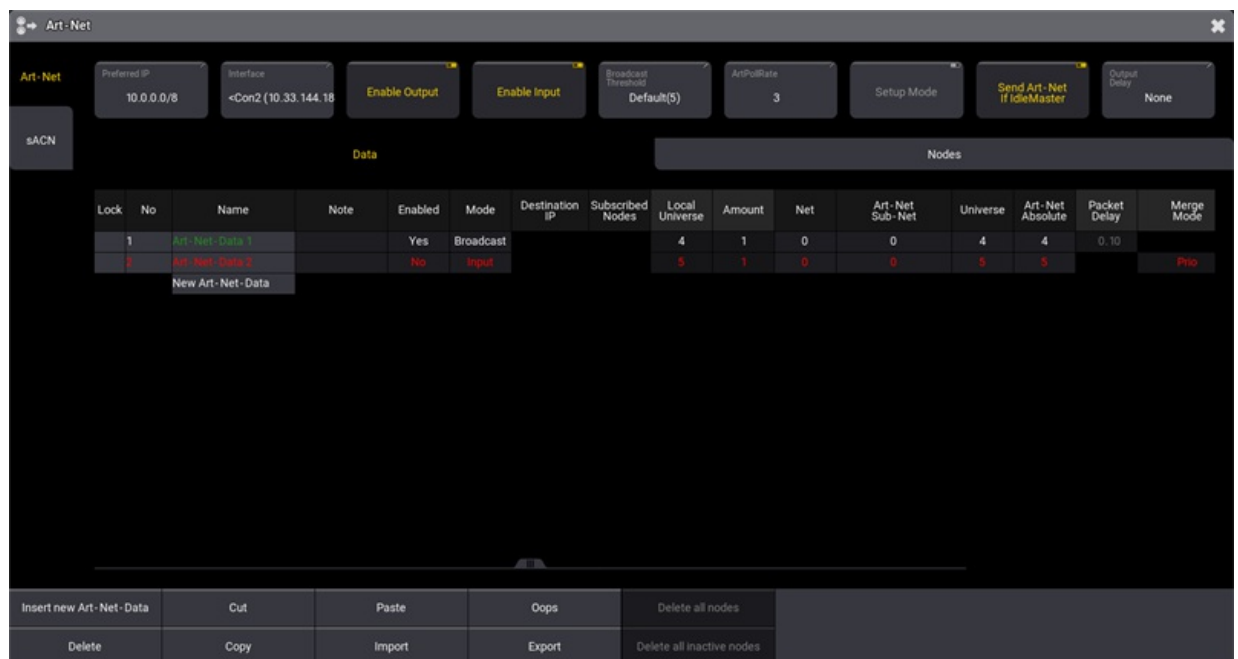 Art-Net
Art-Net
Preferred IP
10.0.0.0/8
Interface
<Con2 (10.33.144.18
Enable Output
Enable Input
Broadcast
Threshold
Default(5)
ArtPollRate
3
Setup Mode
Send Art-Net
If IdleMaster
Output
Delay
None
sACN
Data
Nodes
Lock No Name Note Enabled Mode Destination IP Subscribed Nodes Local Universe Amount Net Art-Net Sub-Net Universe Art-Net Absolute Packet Delay Merge Mode
1 Art-Net-Data 1 Yes Broadcast 4 1 0 0 4 4 0.10
2 Art-Net-Data 2 No Input 5 1 0 0 5 5 Prio
New Art-Net-Data
Insert new Art-Net-Data Cut Paste Oops Delete all nodes
Delete Copy Import Export Delete all inactive nodes